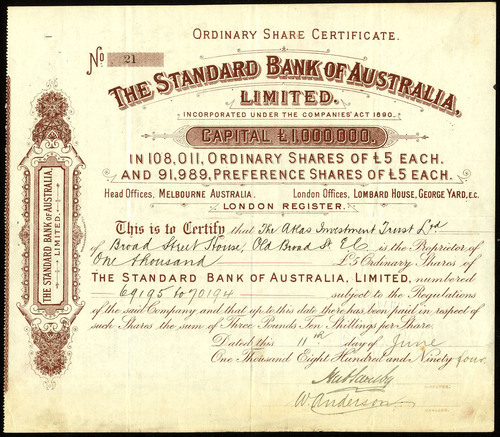 ORDINARY SHARE CERTIFICATE.
No 21
THE STANDARD BANK OF AUSTRALIA,
LIMITED.
INCORPORATED UNDER THE COMPANIES' ACT 1890.
CAPITAL £1,000,000.
IN 108,011, ORDINARY SHARES OF £5 EACH.
AND 91,989, PREFERENCE SHARES OF £5 EACH.
Head Offices, MELBOURNE AUSTRALIA. London Offices, LOMBARD HOUSE, GEORGE YARD, E.C.
LONDON REGISTER.
This is to Certify that The Atlas Investment Trust Ltd
of Broad Street House, Old Broad St E.C. is the Proprietor of
One thousand £5 Ordinary Shares of
THE STANDARD BANK OF AUSTRALIA, LIMITED, numbered
69195 to 70194 subject to the Regulations
of the said Company and that up to this date there has been paid in respect of
such Shares the sum of Three Pounds Ten Shillings per Share.
Dated this 11th day of June
One Thousand Eight Hundred and Ninety four.
W. Anderson
THE STANDARD BANK OF AUSTRALIA,
LIMITED.